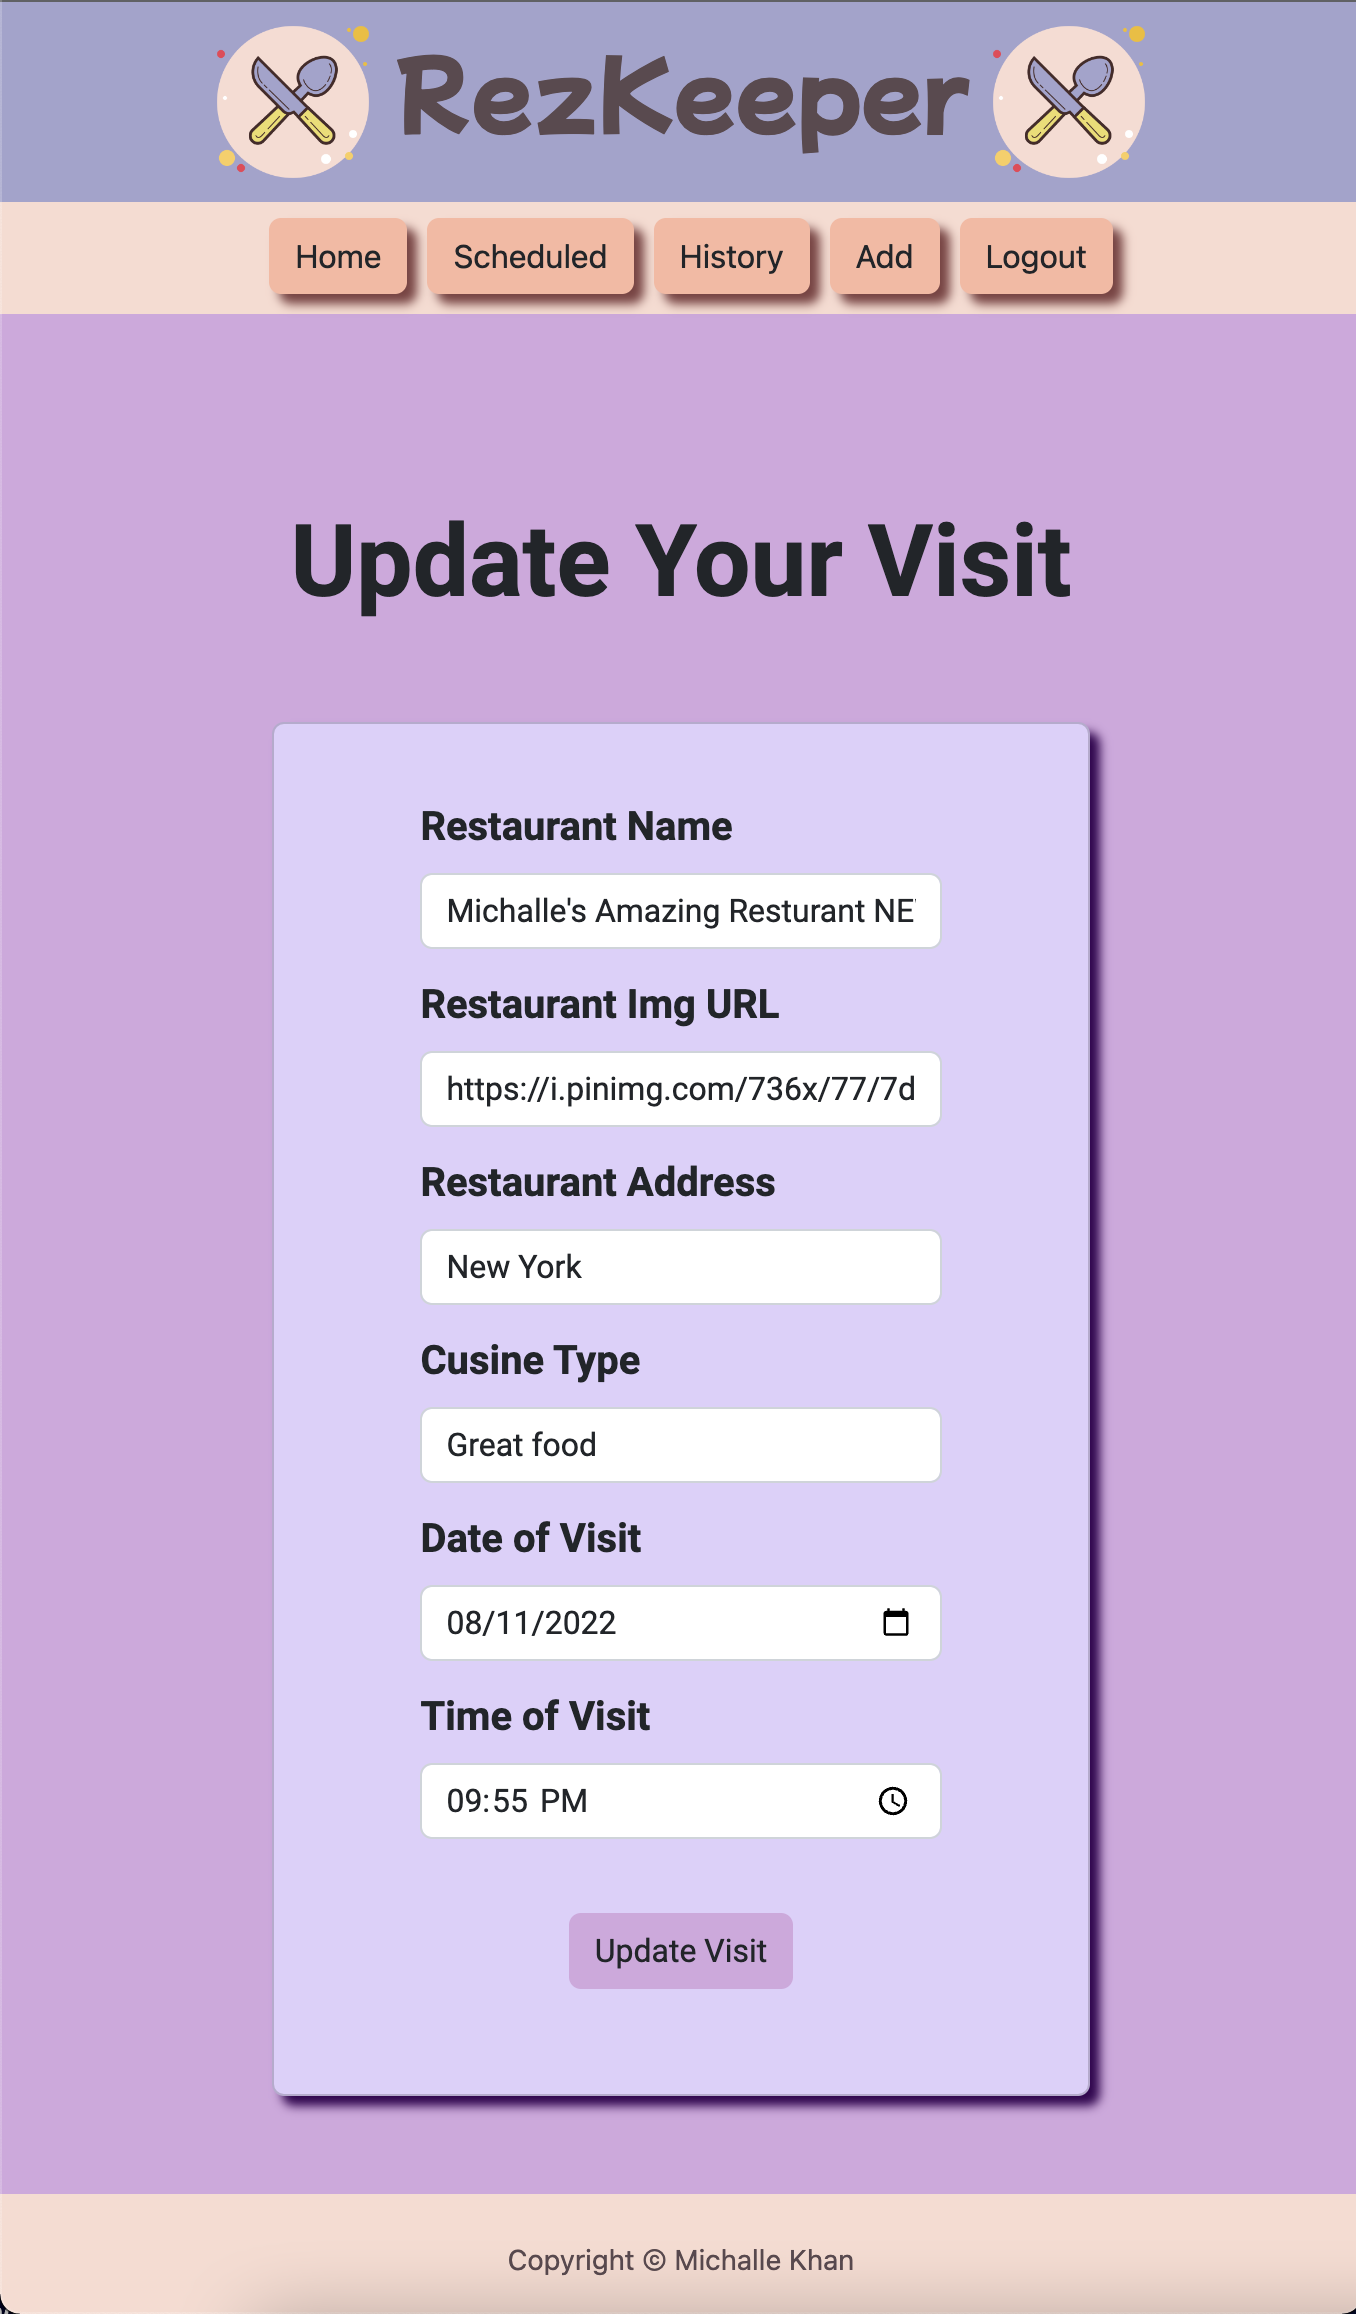 RezKeeper
Home Scheduled History Add Logout
Update Your Visit
Restaurant Name
Michalle's Amazing Resturant
Restaurant Img URL
https://i.pinimg.com/736x/77/7d
Restaurant Address
New York
Cusine Type
Great food
Date of Visit
08/11/2022
Time of Visit
09:55 PM
Update Visit
Copyright © Michalle Khan